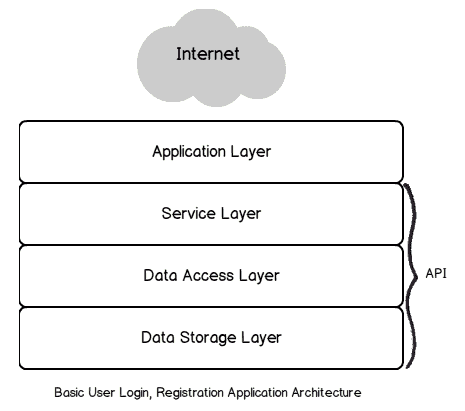 Internet
Application Layer
Service Layer
Data Access Layer
API
Data Storage Layer
Basic User Login, Registration Application Architecture